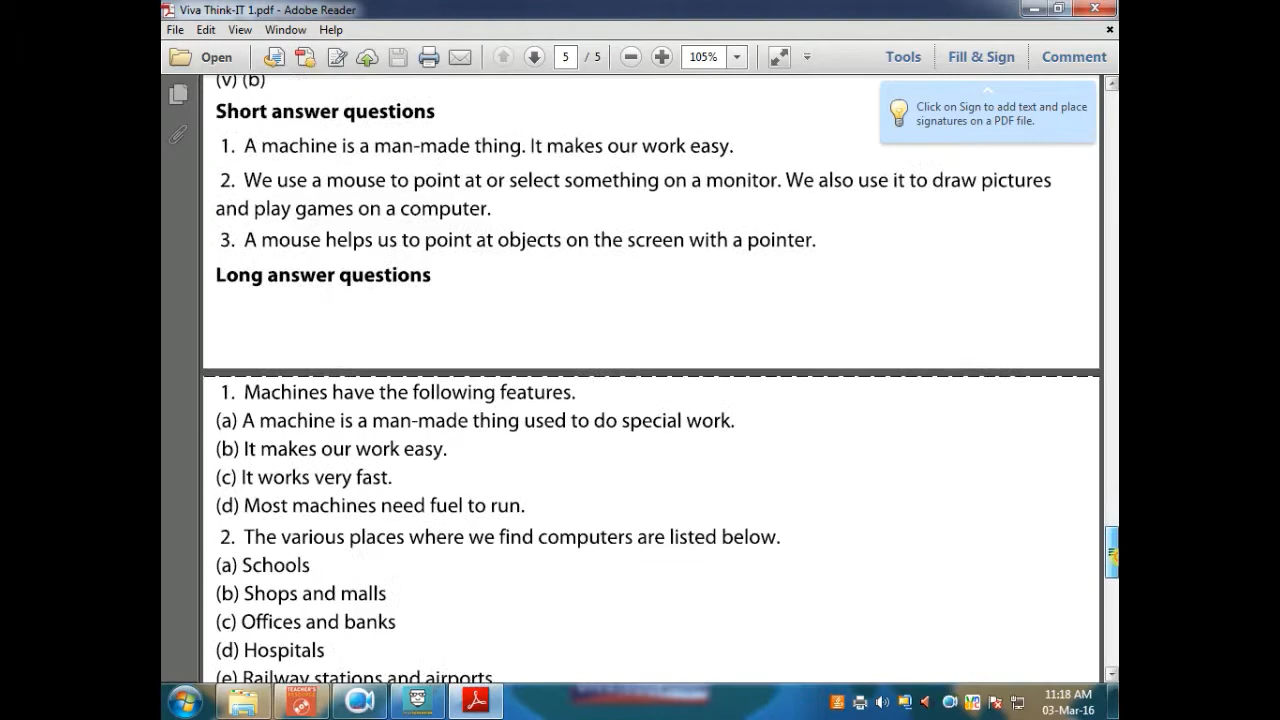 Viva Think-IT 1.pdf - Adobe Reader
File Edit View Window Help
Open 5 / 5 105% Tools Fill & Sign Comment
(v) (b)
Click on Sign to add text and place
signatures on a PDF file.
Short answer questions
1. A machine is a man-made thing. It makes our work easy.
2. We use a mouse to point at or select something on a monitor. We also use it to draw pictures
and play games on a computer.
3. A mouse helps us to point at objects on the screen with a pointer.
Long answer questions
1. Machines have the following features.
(a) A machine is a man-made thing used to do special work.
(b) It makes our work easy.
(c) It works very fast.
(d) Most machines need fuel to run.
2. The various places where we find computers are listed below.
(a) Schools
(b) Shops and malls
(c) Offices and banks
(d) Hospitals
(e) Railway stations and airports
TEACHER'S
RESOURCE
11:18 AM
03-Mar-16